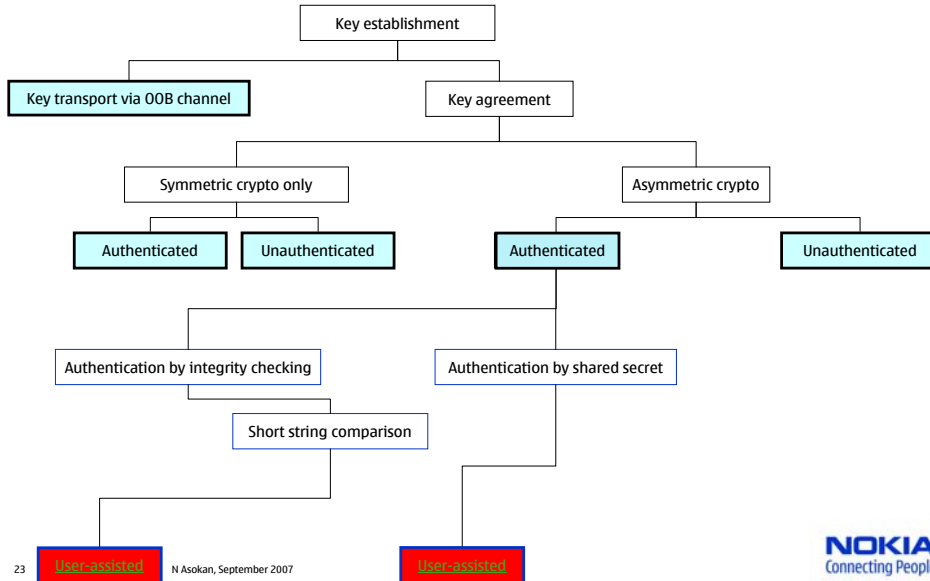 Key establishment
Key transport via OOB channel
Key agreement
Symmetric crypto only
Asymmetric crypto
Authenticated
Unauthenticated
Authenticated
Unauthenticated
Authentication by integrity checking
Authentication by shared secret
Short string comparison
User-assisted
User-assisted
23
N Asokan, September 2007
NOKIA
Connecting People